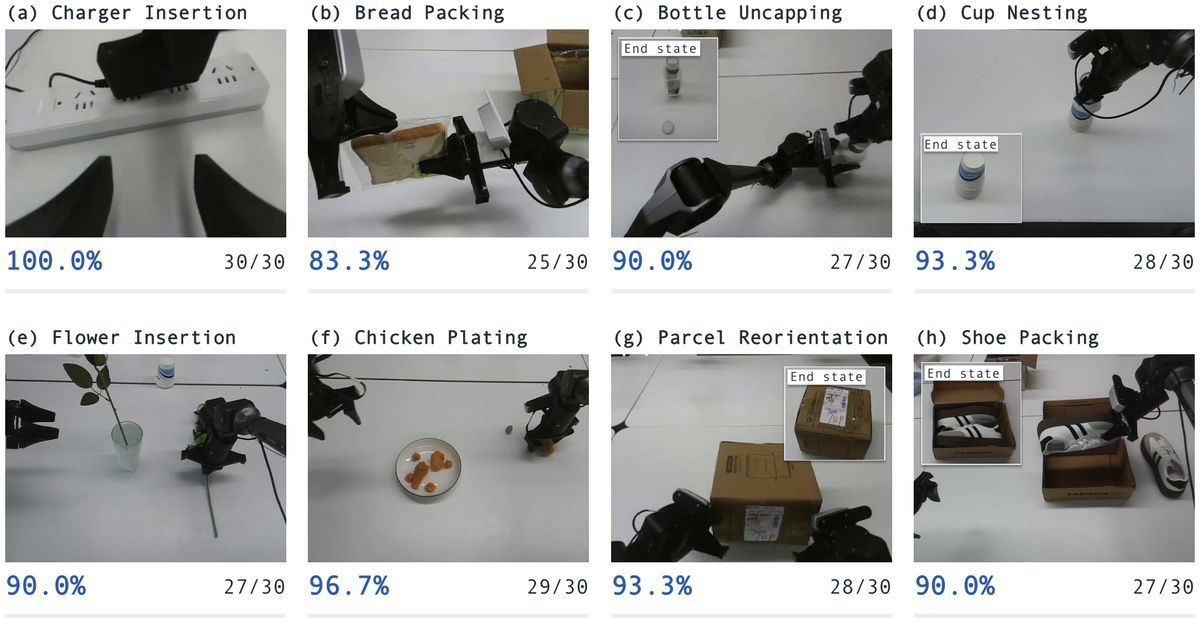 (a) Charger Insertion
(b) Bread Packing
(c) Bottle Uncapping
(d) Cup Nesting
End state
End state
100.0%
30/30
83.3%
25/30
90.0%
27/30
93.3%
28/30
(e) Flower Insertion
(f) Chicken Plating
(g) Parcel Reorientation
(h) Shoe Packing
End state
End state
FASHION
90.0%
27/30
96.7%
29/30
93.3%
28/30
90.0%
27/30